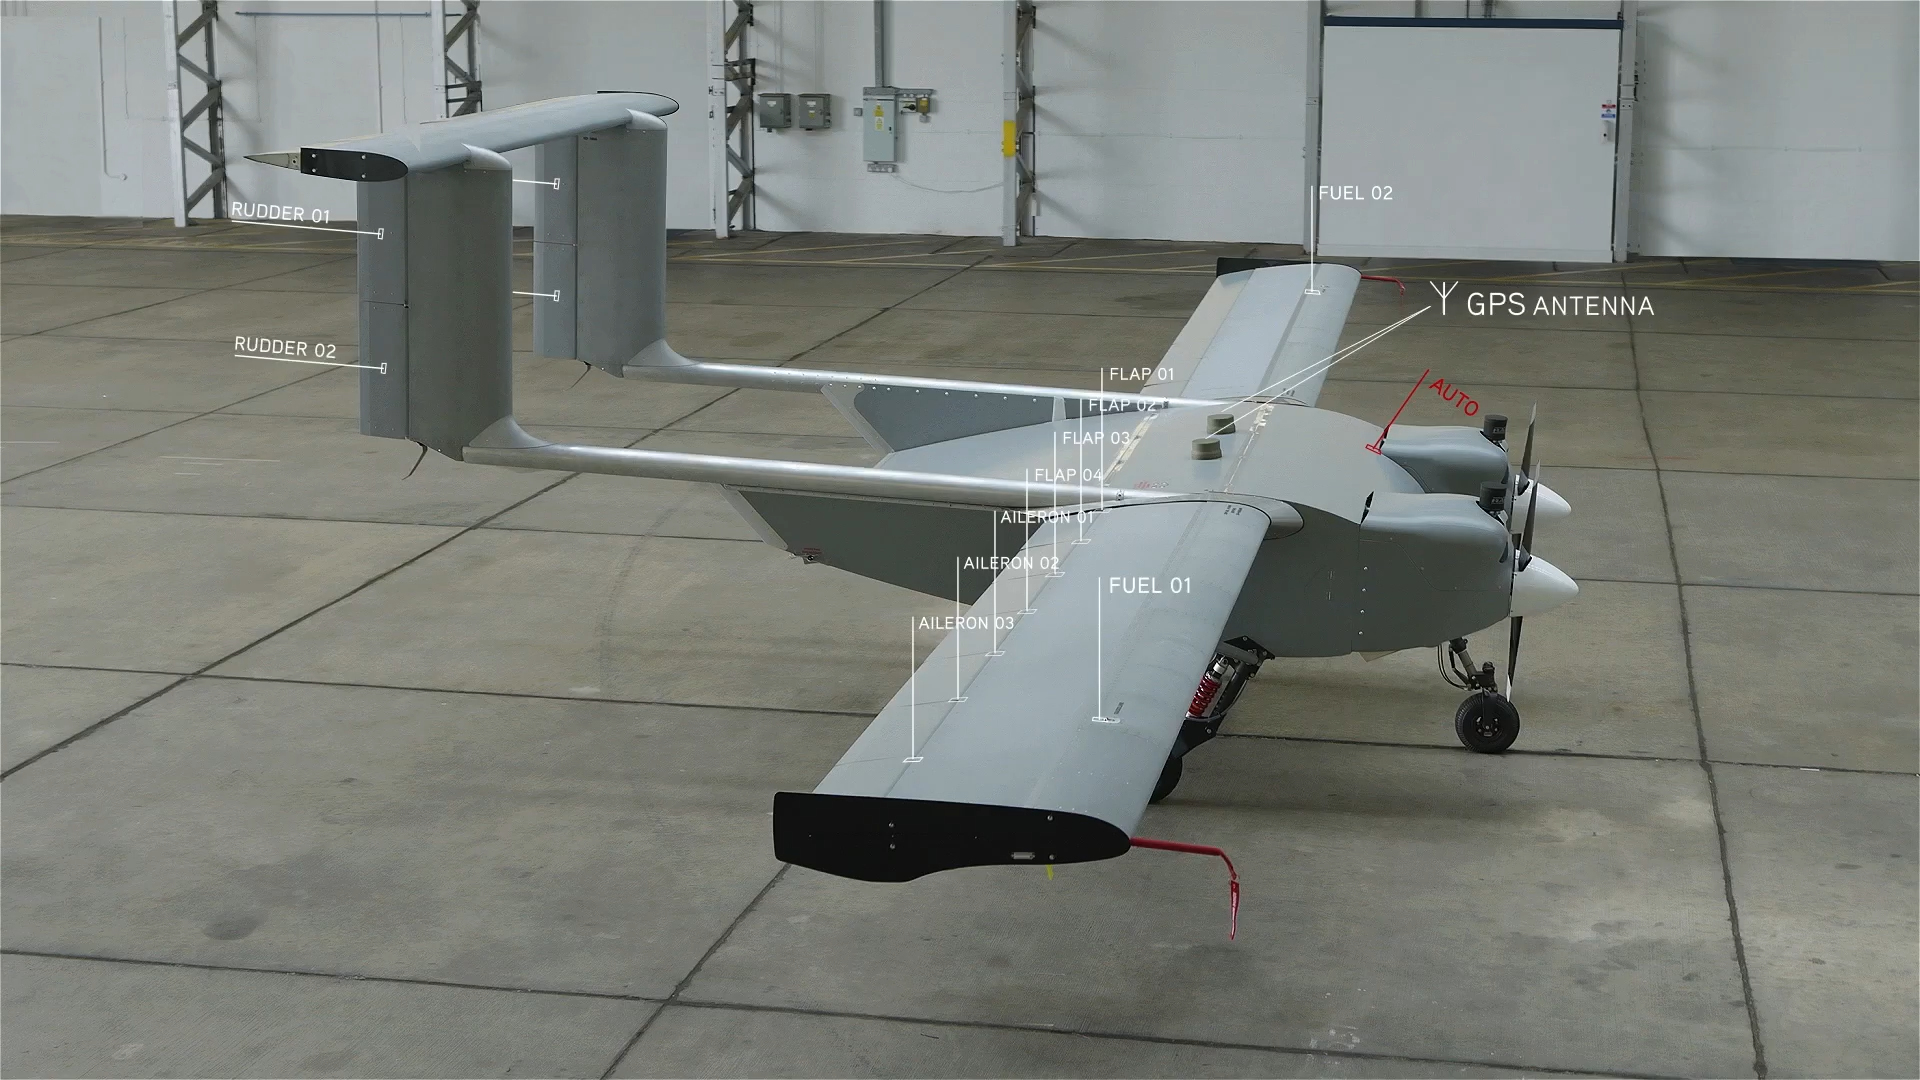 FUEL 02
RUDDER 01
GPS ANTENNA
RUDDER 02
FLAP 01
AUTO
FLAP 02
FLAP 03
FLAP 04
AILERON 01
AILERON 02
FUEL 01
AILERON 03